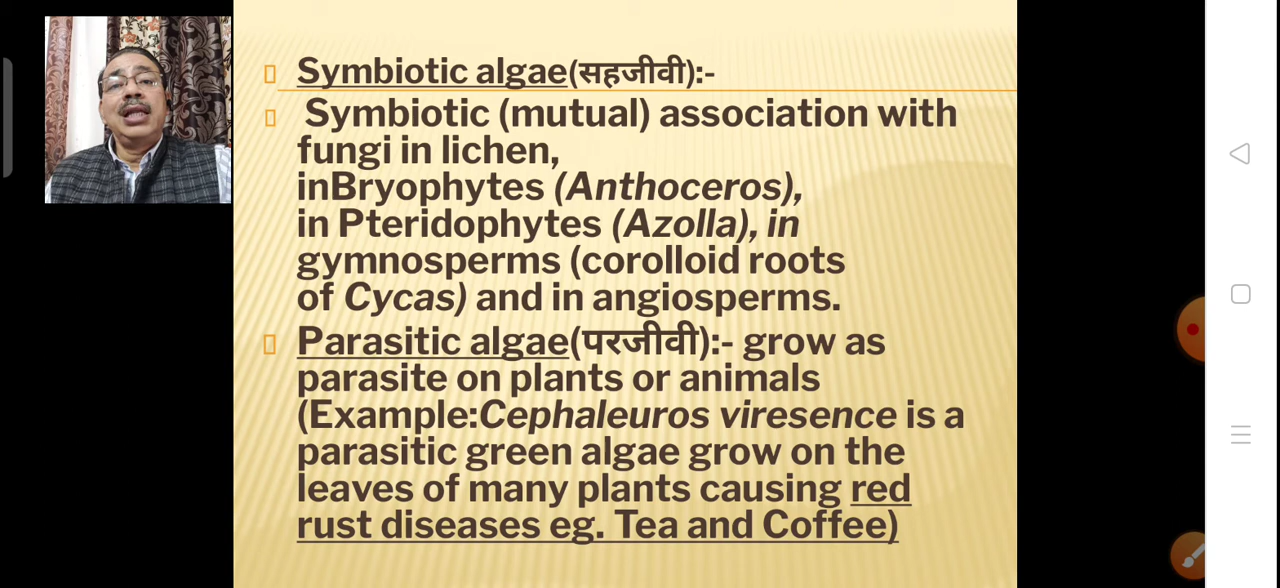 Symbiotic algae(सहजीवी):-
Symbiotic (mutual) association with
fungi in lichen,
inBryophytes (Anthoceros),
in Pteridophytes (Azolla), in
gymnosperms (corolloid roots
of Cycas) and in angiosperms.
Parasitic algae(परजीवी):- grow as
parasite on plants or animals
(Example:Cephaleuros viresence is a
parasitic green algae grow on the
leaves of many plants causing red
rust diseases eg. Tea and Coffee)